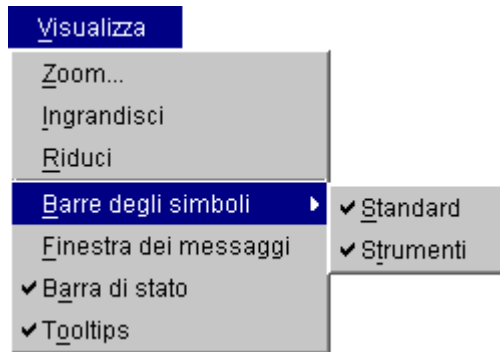 Visualizza
Zoom...
Ingrandisci
Riduci
Barre degli simboli
Standard
Finestra dei messaggi
Strumenti
Barra di stato
Tooltips